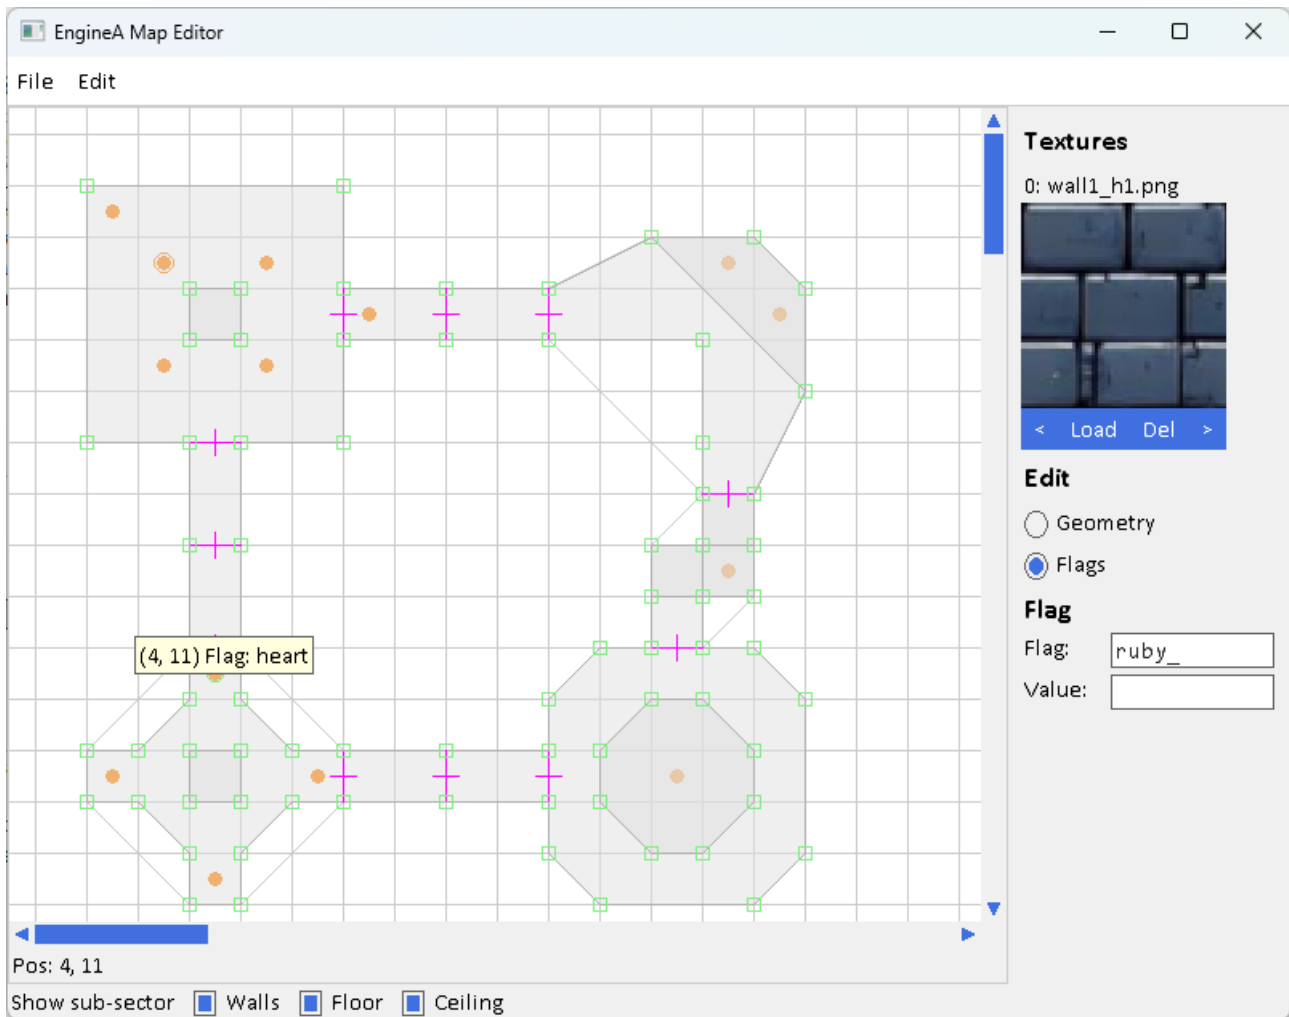 EngineA Map Editor
File Edit
Textures
0: wall1_h1.png
< Load Del >
Edit
Geometry
Flags
Flag
Flag: ruby_
Value:
(4, 11) Flag: heart
Pos: 4, 11
Show sub-sector Walls Floor Ceiling